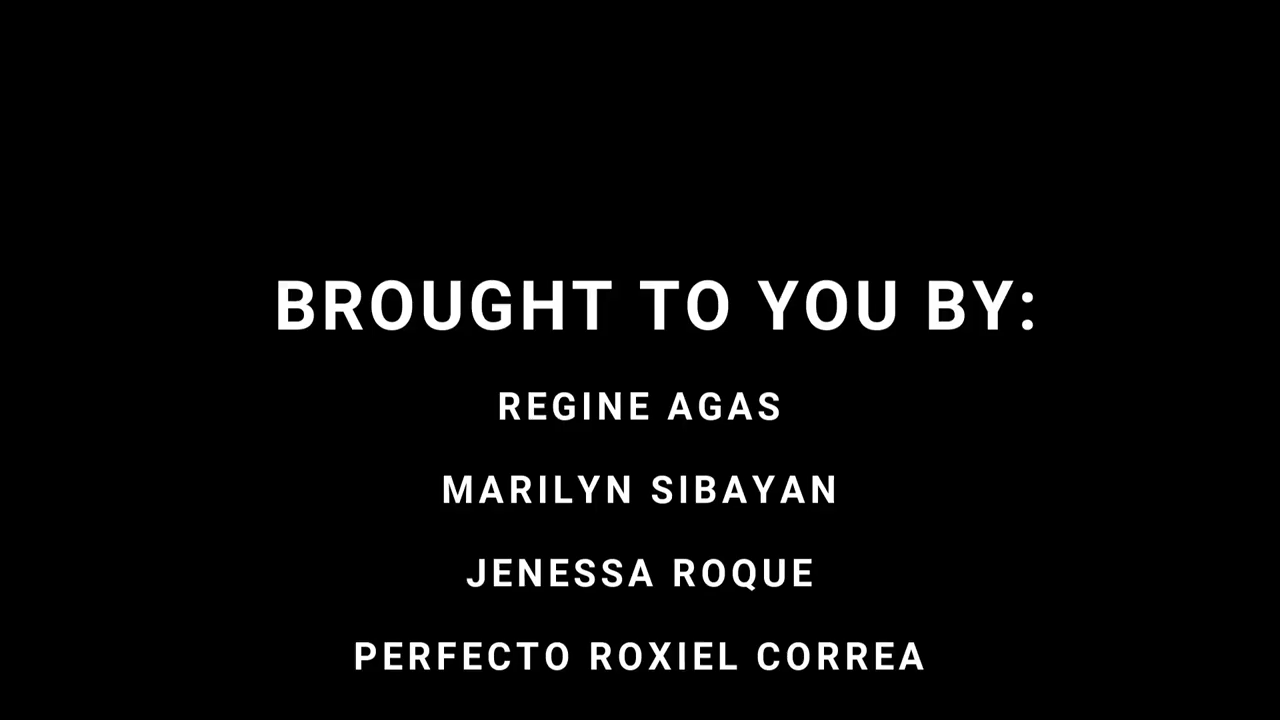 BROUGHT TO YOU BY:
REGINE AGAS
MARILYN SIBAYAN
JENESSA ROQUE
PERFECTO ROXIEL CORREA